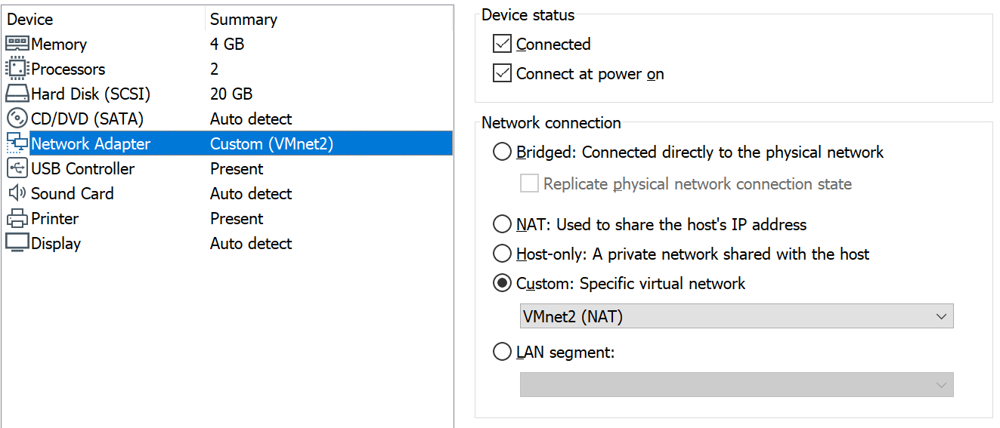 Device Summary
Memory 4 GB
Processors 2
Hard Disk (SCSI) 20 GB
CD/DVD (SATA) Auto detect
Network Adapter Custom (VMnet2)
USB Controller Present
Sound Card Auto detect
Printer Present
Display Auto detect
Device status
Connected
Connect at power on
Network connection
Bridged: Connected directly to the physical network
Replicate physical network connection state
NAT: Used to share the host's IP address
Host-only: A private network shared with the host
Custom: Specific virtual network
VMnet2 (NAT)
LAN segment: